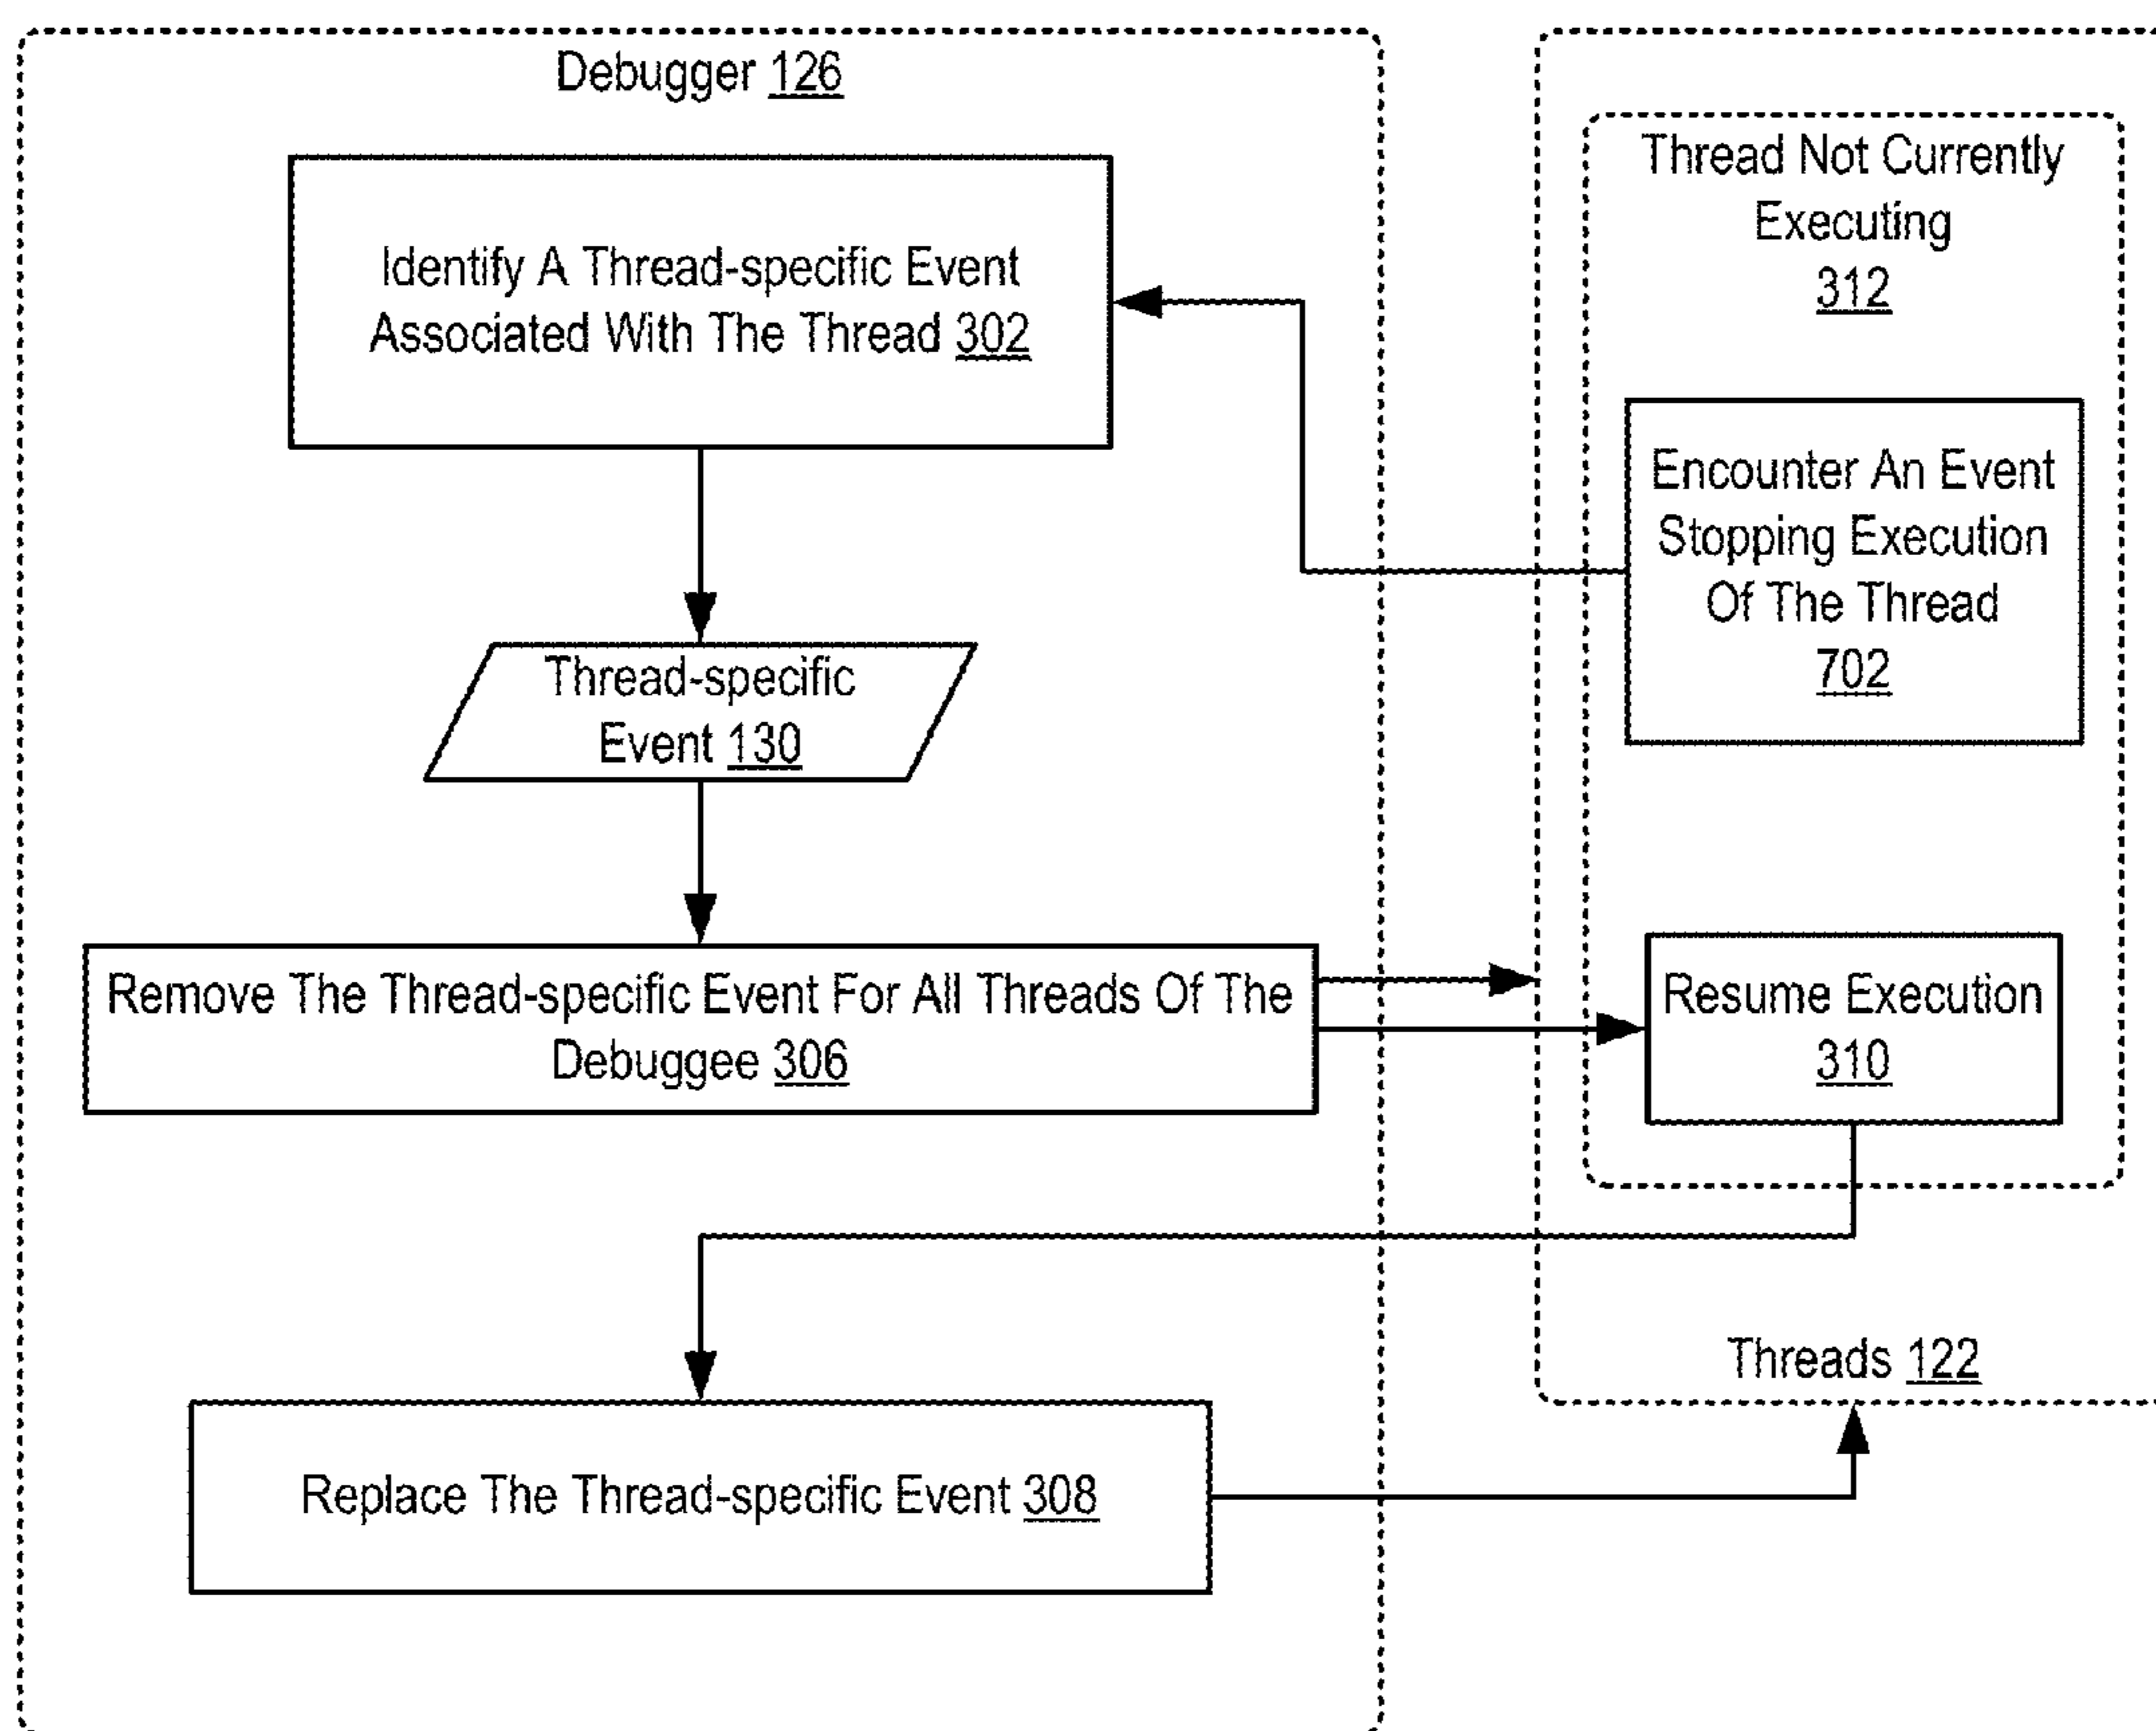 Debugger 126
Identify A Thread-specific Event
Associated With The Thread 302
Thread-specific
Event 130
Remove The Thread-specific Event For All Threads Of The
Debuggee 306
Replace The Thread-specific Event 308
Thread Not Currently
Executing
312
Encounter An Event
Stopping Execution
Of The Thread
702
Resume Execution
310
Threads 122